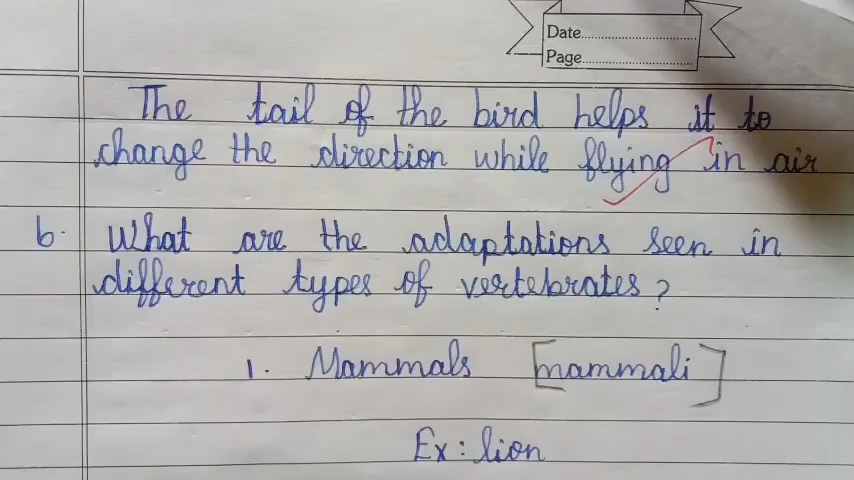 Date
Page
The tail of the bird helps it to
change the direction while flying in air
6. What are the adaptations seen in
different types of vertebrates?
1. Mammals [mammali]
Ex: lion